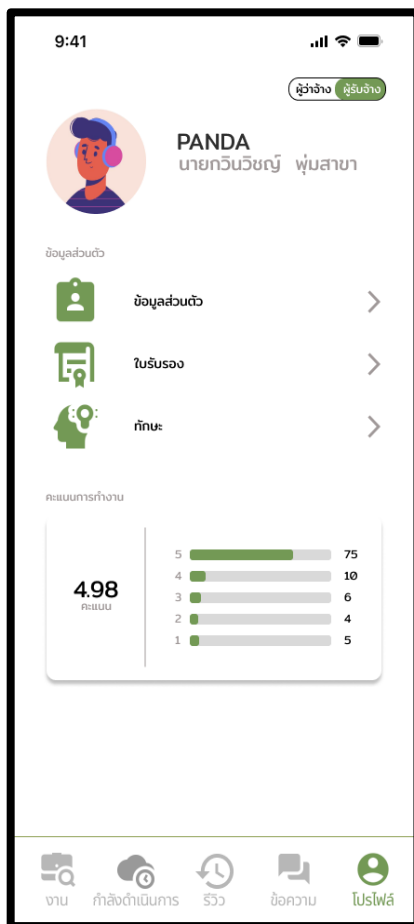 9:41
ผู้ว่าจ้าง ผู้รับจ้าง
PANDA
นายกวินวิชญ์ พุ่มสาขา
ข้อมูลส่วนตัว
ข้อมูลส่วนตัว
ใบรับรอง
ทักษะ
คะแนนการทำงาน
4.98
คะแนน
5 75
4 10
3 6
2 4
1 5
งาน กำลังดำเนินการ รีวิว ข้อความ โปรไฟล์